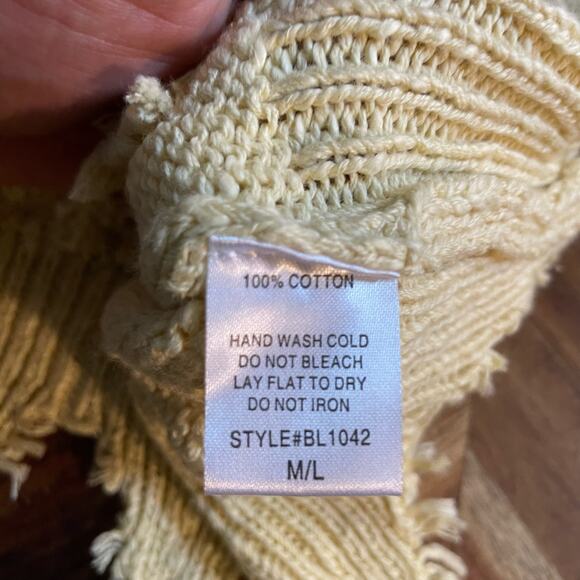 100% COTTON
HAND WASH COLD
DO NOT BLEACH
LAY FLAT TO DRY
DO NOT IRON
STYLE#BL1042
M/L